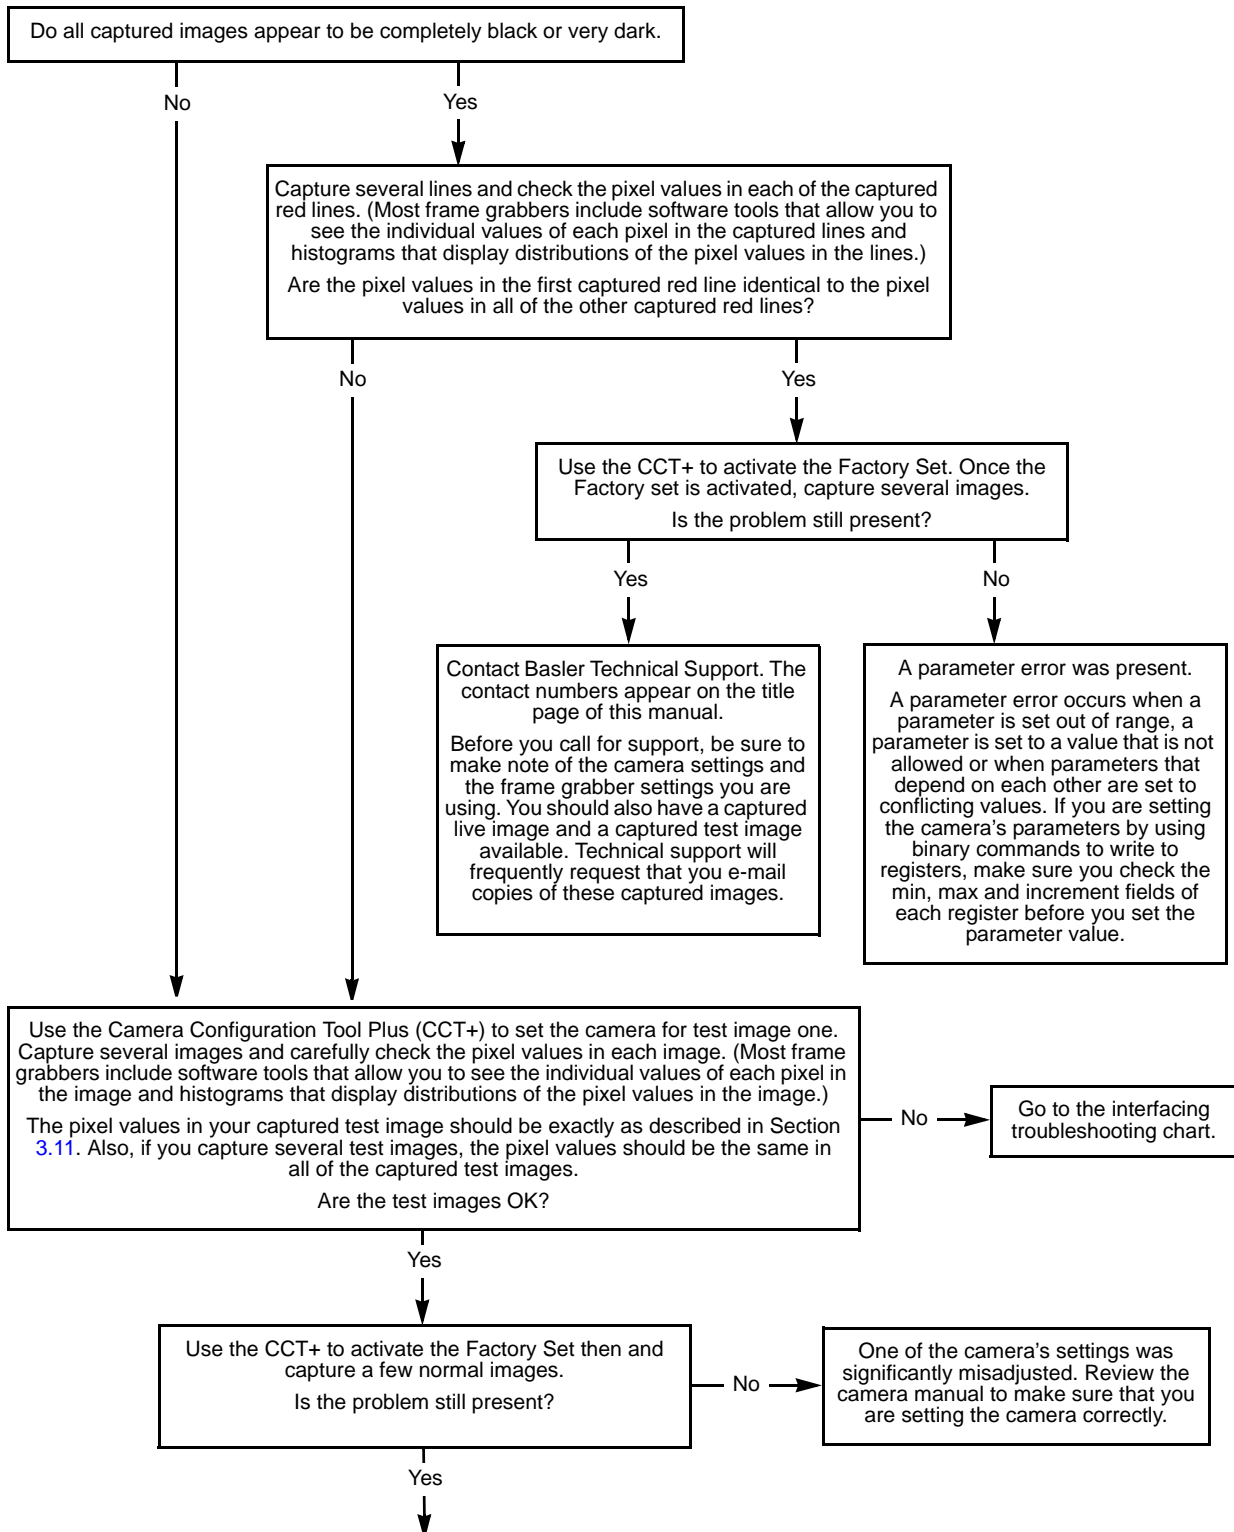 Do all captured images appear to be completely black or very dark.
No
Yes
Capture several lines and check the pixel values in each of the captured
red lines. (Most frame grabbers include software tools that allow you to
see the individual values of each pixel in the captured lines and
histograms that display distributions of the pixel values in the lines.)
Are the pixel values in the first captured red line identical to the pixel
values in all of the other captured red lines?
No
Yes
Use the CCT+ to activate the Factory Set. Once the
Factory set is activated, capture several images.
Is the problem still present?
Yes
No
Contact Basler Technical Support. The
contact numbers appear on the title
page of this manual.
Before you call for support, be sure to
make note of the camera settings and
the frame grabber settings you are
using. You should also have a captured
live image and a captured test image
available. Technical support will
frequently request that you e-mail
copies of these captured images.
A parameter error was present.
A parameter error occurs when a
parameter is set out of range, a
parameter is set to a value that is not
allowed or when parameters that
depend on each other are set to
conflicting values. If you are setting
the camera's parameters by using
binary commands to write to
registers, make sure you check the
min, max and increment fields of
each register before you set the
parameter value.
Use the Camera Configuration Tool Plus (CCT+) to set the camera for test image one.
Capture several images and carefully check the pixel values in each image. (Most frame
grabbers include software tools that allow you to see the individual values of each pixel in
the image and histograms that display distributions of the pixel values in the image.)
The pixel values in your captured test image should be exactly as described in Section
3.11. Also, if you capture several test images, the pixel values should be the same in
all of the captured test images.
Are the test images OK?
No
Go to the interfacing
troubleshooting chart.
Yes
Use the CCT+ to activate the Factory Set then and
capture a few normal images.
Is the problem still present?
No
One of the camera's settings was
significantly misadjusted. Review the
camera manual to make sure that you
are setting the camera correctly.
Yes